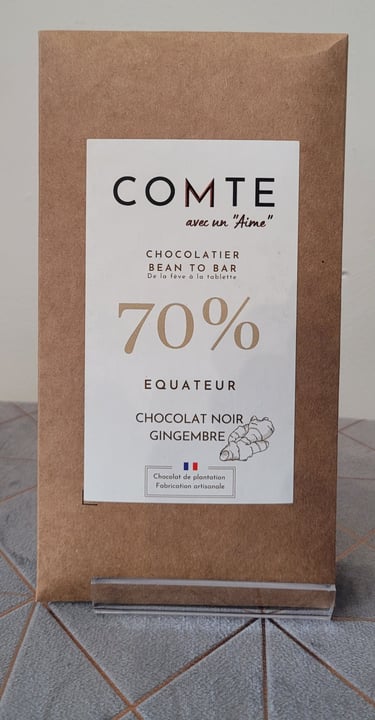 COMTE
avec un "Aime"
CHOCOLATIER
BEAN TO BAR
De la fève à la tablette
70%
EQUATEUR
CHOCOLAT NOIR
GINGEMBRE
Chocolat de plantation
Fabrication artisanale